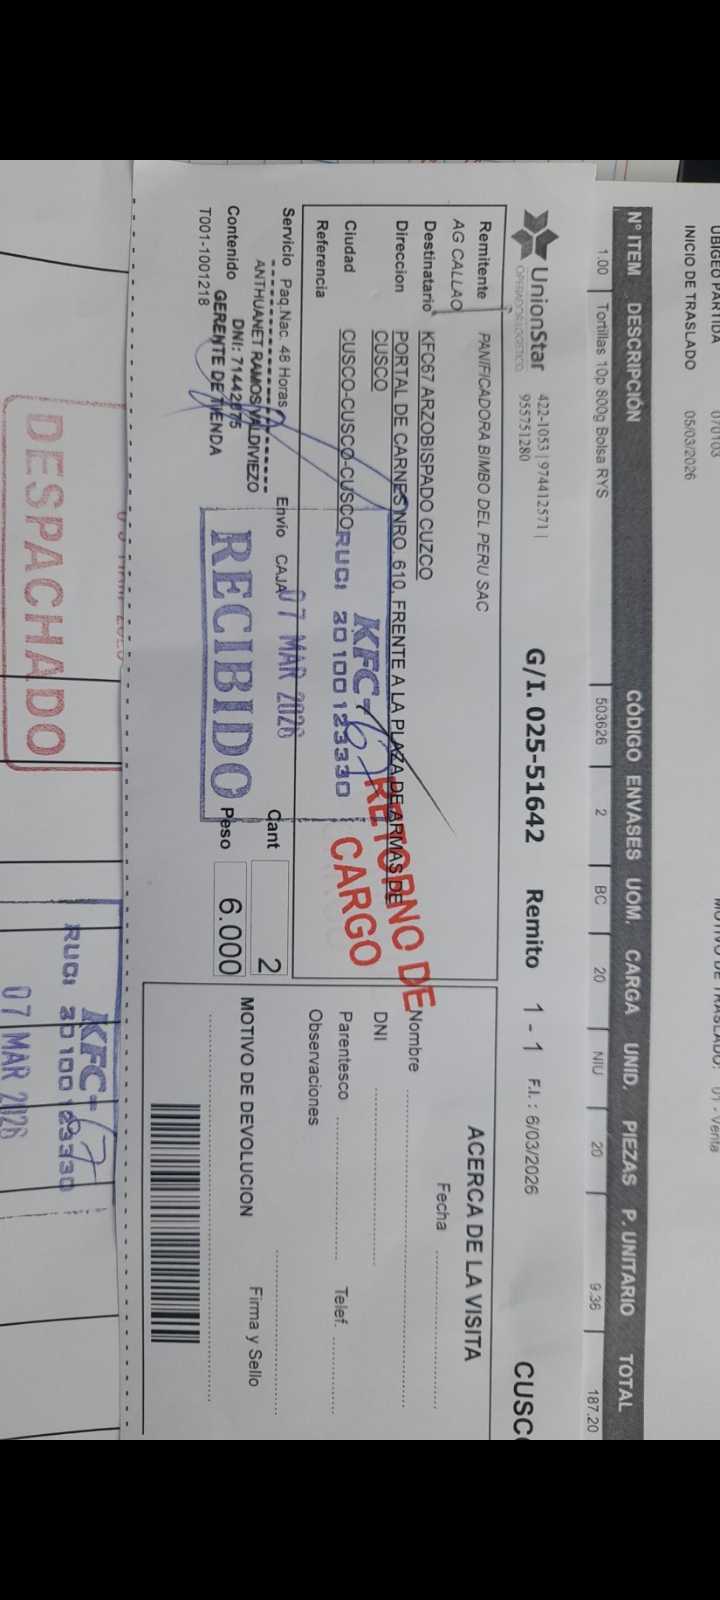 UBIGEO PARTIDA 070103
INICIO DE TRASLADO 05/03/2026
MOTIVO DE TRASLADO: 01 - Venta
N° ITEM DESCRIPCIÓN CÓDIGO ENVASES UOM. CARGA UNID. PIEZAS P. UNITARIO TOTAL
1.00 Tortillas 10p 800g Bolsa RYS 503626 2 BC 20 NIU 20 9.36 187.20
UnionStar
OPERADOR LOGISTICO
422-1053 | 974412571 |
955751280
G/I. 025-51642 Remito 1 - 1 F.I. : 6/03/2026
Remitente PANIFICADORA BIMBO DEL PERU SAC
AG CALLAO
Destinatario KFC67 ARZOBISPADO CUZCO
Direccion PORTAL DE CARNES NRO. 610, FRENTE A LA PLAZA DE ARMAS DE
CUSCO
Ciudad CUSCO-CUSCO-CUSCO
Referencia
Servicio Paq.Nac. 48 Horas Envio CAJA Cant 2
Contenido Peso 6.000
T001-1001218
ANTHUANET RAMOS VALDIVIEZO
DNI: 71442875
GERENTE DE TIENDA
KFC-67
RUC: 20100123330
07 MAR 2026
RECIBIDO
RETORNO DE
CARGO
ACERCA DE LA VISITA
Fecha
Nombre
DNI
Parentesco Telef.
Observaciones
MOTIVO DE DEVOLUCION Firma y Sello
DESPACHADO
KFC-67
RUC: 20100123330
07 MAR 2026